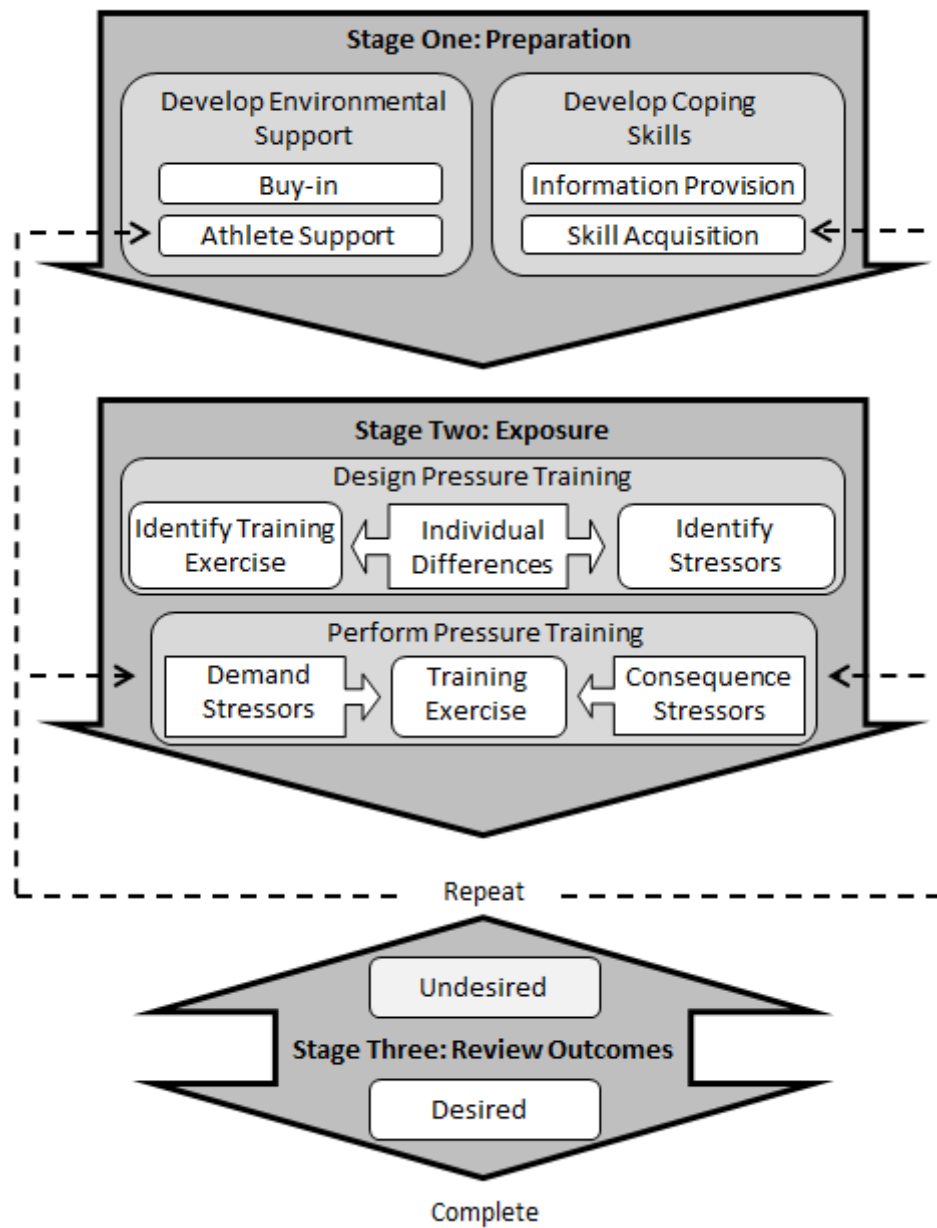 Stage One: Preparation
Develop Environmental
Support
Buy-in
Athlete Support
Develop Coping
Skills
Information Provision
Skill Acquisition
Stage Two: Exposure
Design Pressure Training
Identify Training
Exercise
Individual
Differences
Identify
Stressors
Perform Pressure Training
Demand
Stressors
Training
Exercise
Consequence
Stressors
Repeat
Undesired
Stage Three: Review Outcomes
Desired
Complete